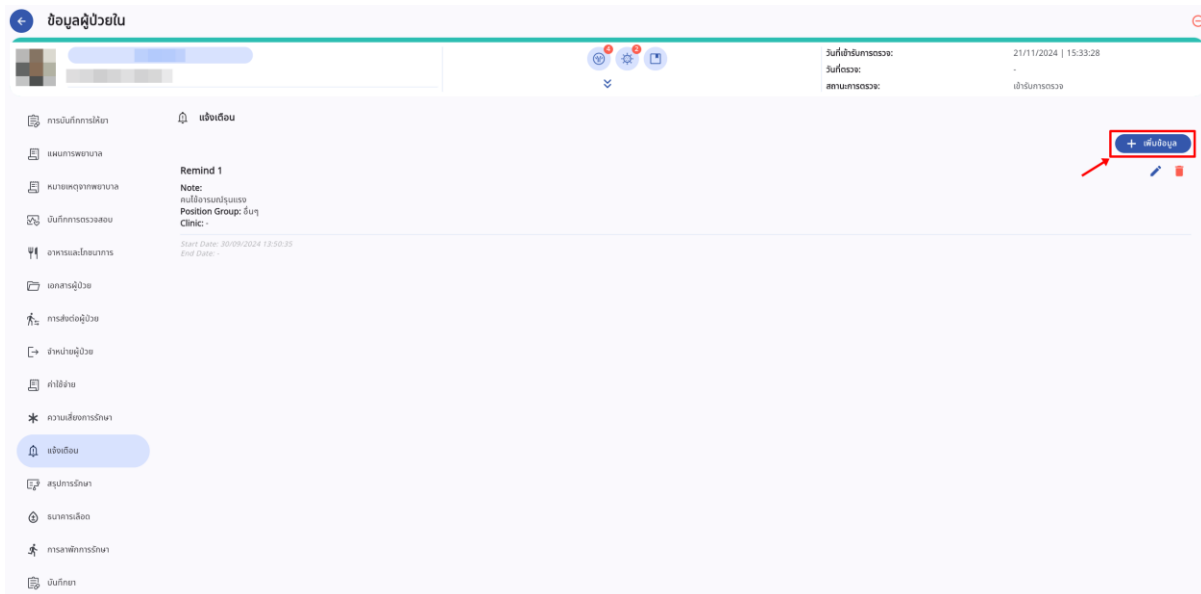 ข้อมูลผู้ป่วยใน
4
2
วันที่เข้ารับการตรวจ: 21/11/2024 | 15:33:28
วันที่ตรวจ: -
สถานะการตรวจ: เข้ารับการตรวจ
การบันทึกการให้ยา
แผนการพยาบาล
หมายเหตุจากพยาบาล
บันทึกการตรวจสอบ
อาหารและโภชนาการ
เอกสารผู้ป่วย
การส่งต่อผู้ป่วย
จำหน่ายผู้ป่วย
ค่าใช้จ่าย
ความเสี่ยงการรักษา
แจ้งเตือน
สรุปการรักษา
ธนาคารเลือด
การลาพักการรักษา
บันทึกยา
แจ้งเตือน
+ เพิ่มข้อมูล
Remind 1
Note:
คนไข้อารมณ์รุนแรง
Position Group: อื่นๆ
Clinic: -
Start Date: 30/09/2024 13:50:35
End Date: -